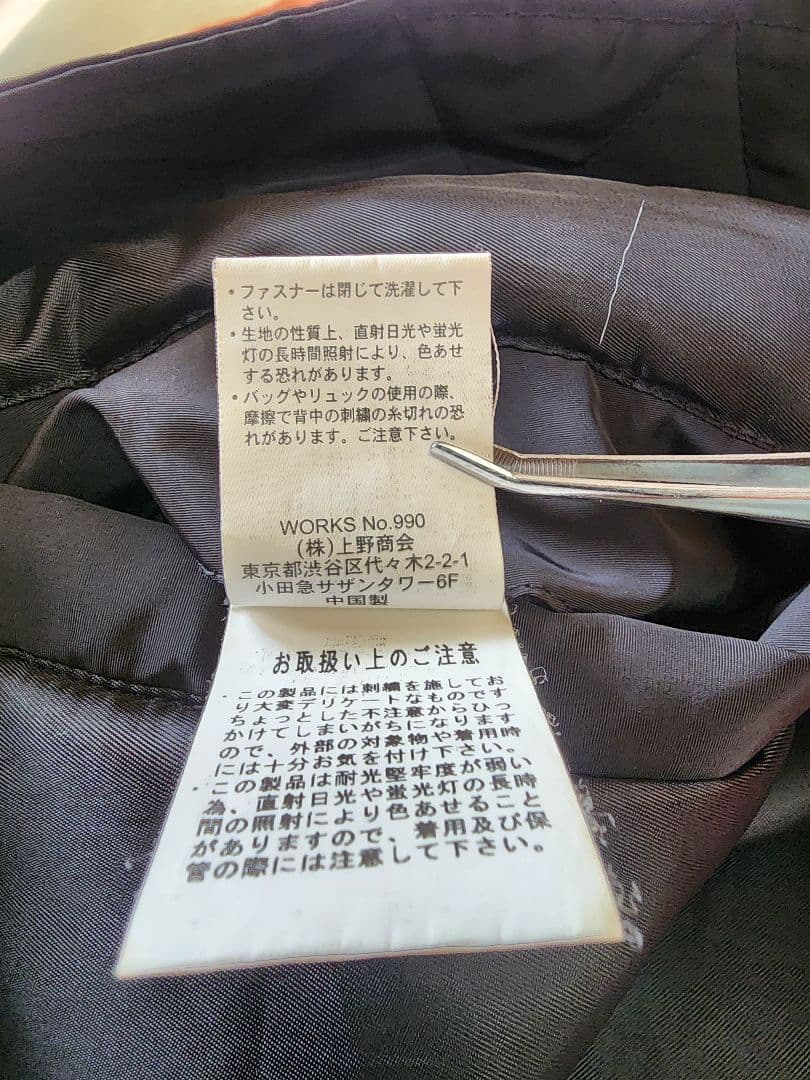 ・ファスナーは閉じて洗濯して下
さい。
・生地の性質上、直射日光や蛍光
灯の長時間照射により、色あせ
する恐れがあります。
・バッグやリュックの使用の際、
摩擦で背中の刺繍の糸切れの恐
れがあります。ご注意下さい。
WORKS No.990
(株)上野商会
東京都渋谷区代々木2-2-1
小田急サザンタワー6F
中国製
お取扱い上のご注意
・この製品には刺繍を施してお
り大変デリケートなものです
ちょっとした不注意からひっ
かけてしまいがちになります
ので、外部の対象物や着用時
には十分お気を付け下さい。
・この製品は耐光堅牢度が弱い
為、直射日光や蛍光灯の長時
間の照射により色あせること
がありますので、着用及び保
管の際には注意して下さい。